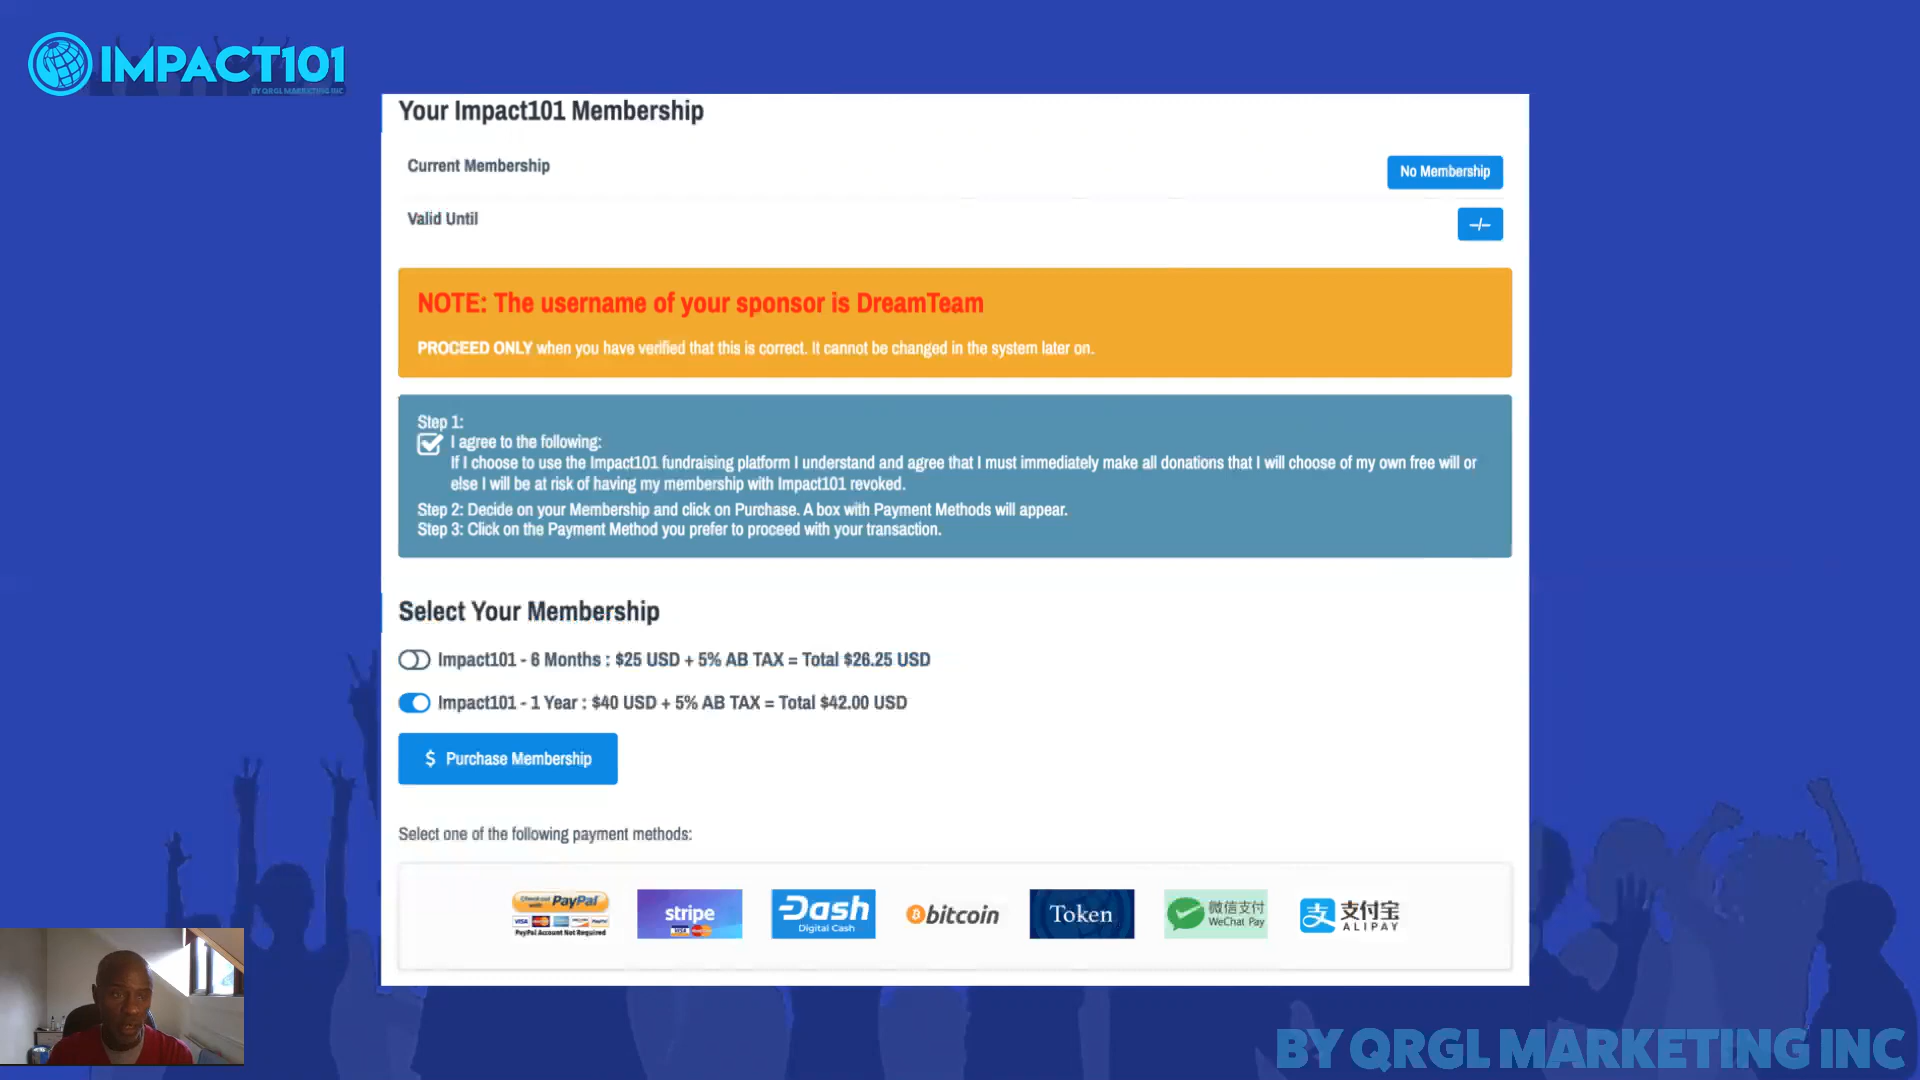 IMPACT101
BY QRGL MARKETING INC
Your Impact101 Membership
Current Membership
No Membership
Valid Until
-/-
NOTE: The username of your sponsor is DreamTeam
PROCEED ONLY when you have verified that this is correct. It cannot be changed in the system later on.
Step 1:
I agree to the following:
If I choose to use the Impact101 fundraising platform I understand and agree that I must immediately make all donations that I will choose of my own free will or
else I will be at risk of having my membership with Impact101 revoked.
Step 2: Decide on your Membership and click on Purchase. A box with Payment Methods will appear.
Step 3: Click on the Payment Method you prefer to proceed with your transaction.
Select Your Membership
Impact101 - 6 Months : $25 USD + 5% AB TAX = Total $26.25 USD
Impact101 - 1 Year : $40 USD + 5% AB TAX = Total $42.00 USD
$ Purchase Membership
Select one of the following payment methods:
Checkout with PayPal
VISA
PayPal Account Not Required
stripe
VISA
Dash
Digital Cash
bitcoin
Token
微信支付
WeChat Pay
支 支付宝
ALIPAY
BY QRGL MARKETING INC